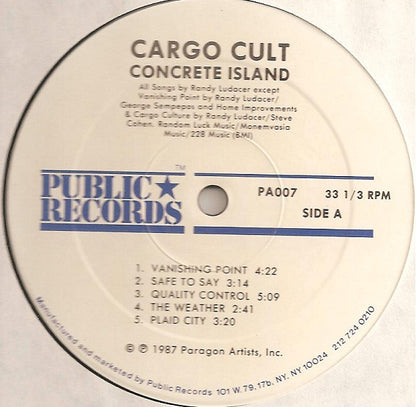 CARGO CULT
CONCRETE ISLAND
All Songs by Randy Ludacer except
Vanishing Point by Randy Ludacer/
George Sempepos and Home Improvements
& Cargo Culture by Randy Ludacer/Steve
Cohen. Random Luck Music/Monemvasia
Music/228 Music (BMI)
TM
PUBLIC★
RECORDS
PA007 33 1/3 RPM
SIDE A
1. VANISHING POINT 4:22
2. SAFE TO SAY 3:14
3. QUALITY CONTROL 5:09
4. THE WEATHER 2:41
5. PLAID CITY 3:20
© ℗ 1987 Paragon Artists, Inc.
Manufactured and marketed by Public Records 101 W. 79, 17b. NY. NY 10024 212 724 0210